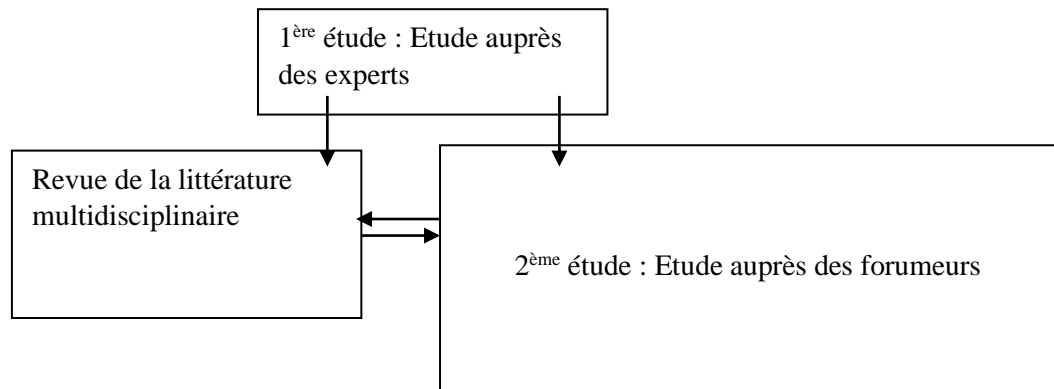 1ère étude : Etude auprès
des experts
Revue de la littérature
multidisciplinaire
2ème étude : Etude auprès des forumeurs